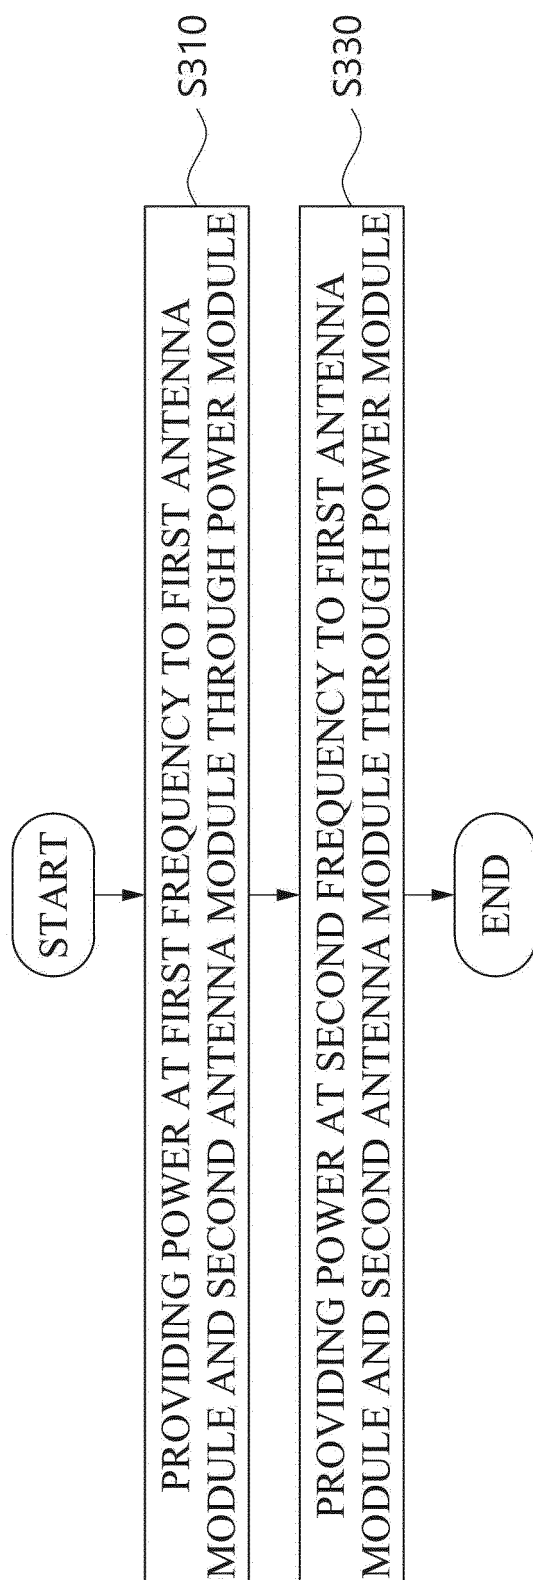 START
PROVIDING POWER AT FIRST FREQUENCY TO FIRST ANTENNA
MODULE AND SECOND ANTENNA MODULE THROUGH POWER MODULE
S310
PROVIDING POWER AT SECOND FREQUENCY TO FIRST ANTENNA
MODULE AND SECOND ANTENNA MODULE THROUGH POWER MODULE
S330
END